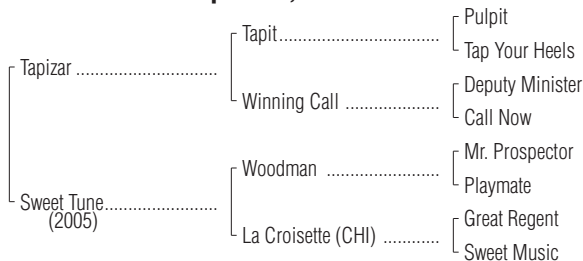 Pulpit
Tapit
Tap Your Heels
Tapizar
Deputy Minister
Winning Call
Call Now
Mr. Prospector
Woodman
Playmate
Sweet Tune
(2005)
Great Regent
La Croisette (CHI)
Sweet Music